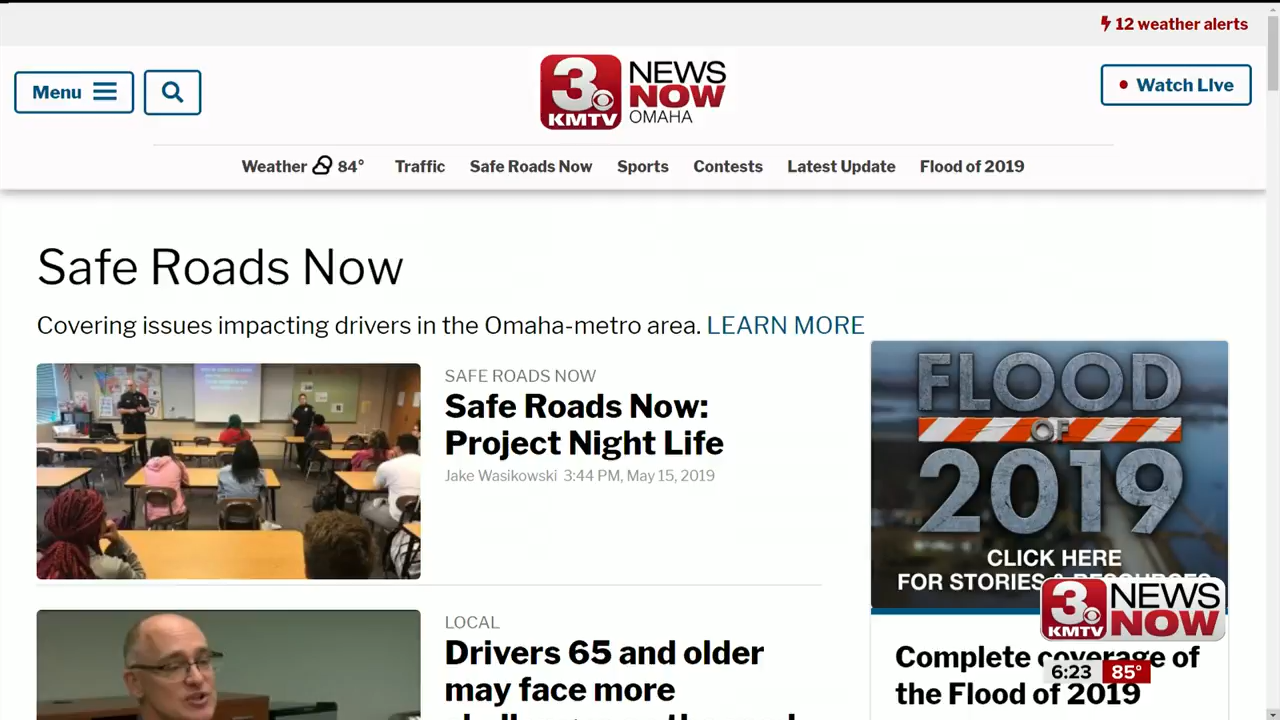 12 weather alerts
Menu
3
KMTV
NEWS
NOW
OMAHA
Watch LIve
Weather 84° Traffic Safe Roads Now Sports Contests Latest Update Flood of 2019
Safe Roads Now
Covering issues impacting drivers in the Omaha-metro area. LEARN MORE
SAFE ROADS NOW
Safe Roads Now:
Project Night Life
Jake Wasikowski 3:44 PM, May 15, 2019
LOCAL
Drivers 65 and older
may face more
FLOOD
OF
2019
CLICK HERE
FOR STORIES & RESOURCES
Complete coverage of
the Flood of 2019
3
KMTV
NEWS
NOW
6:23 85°